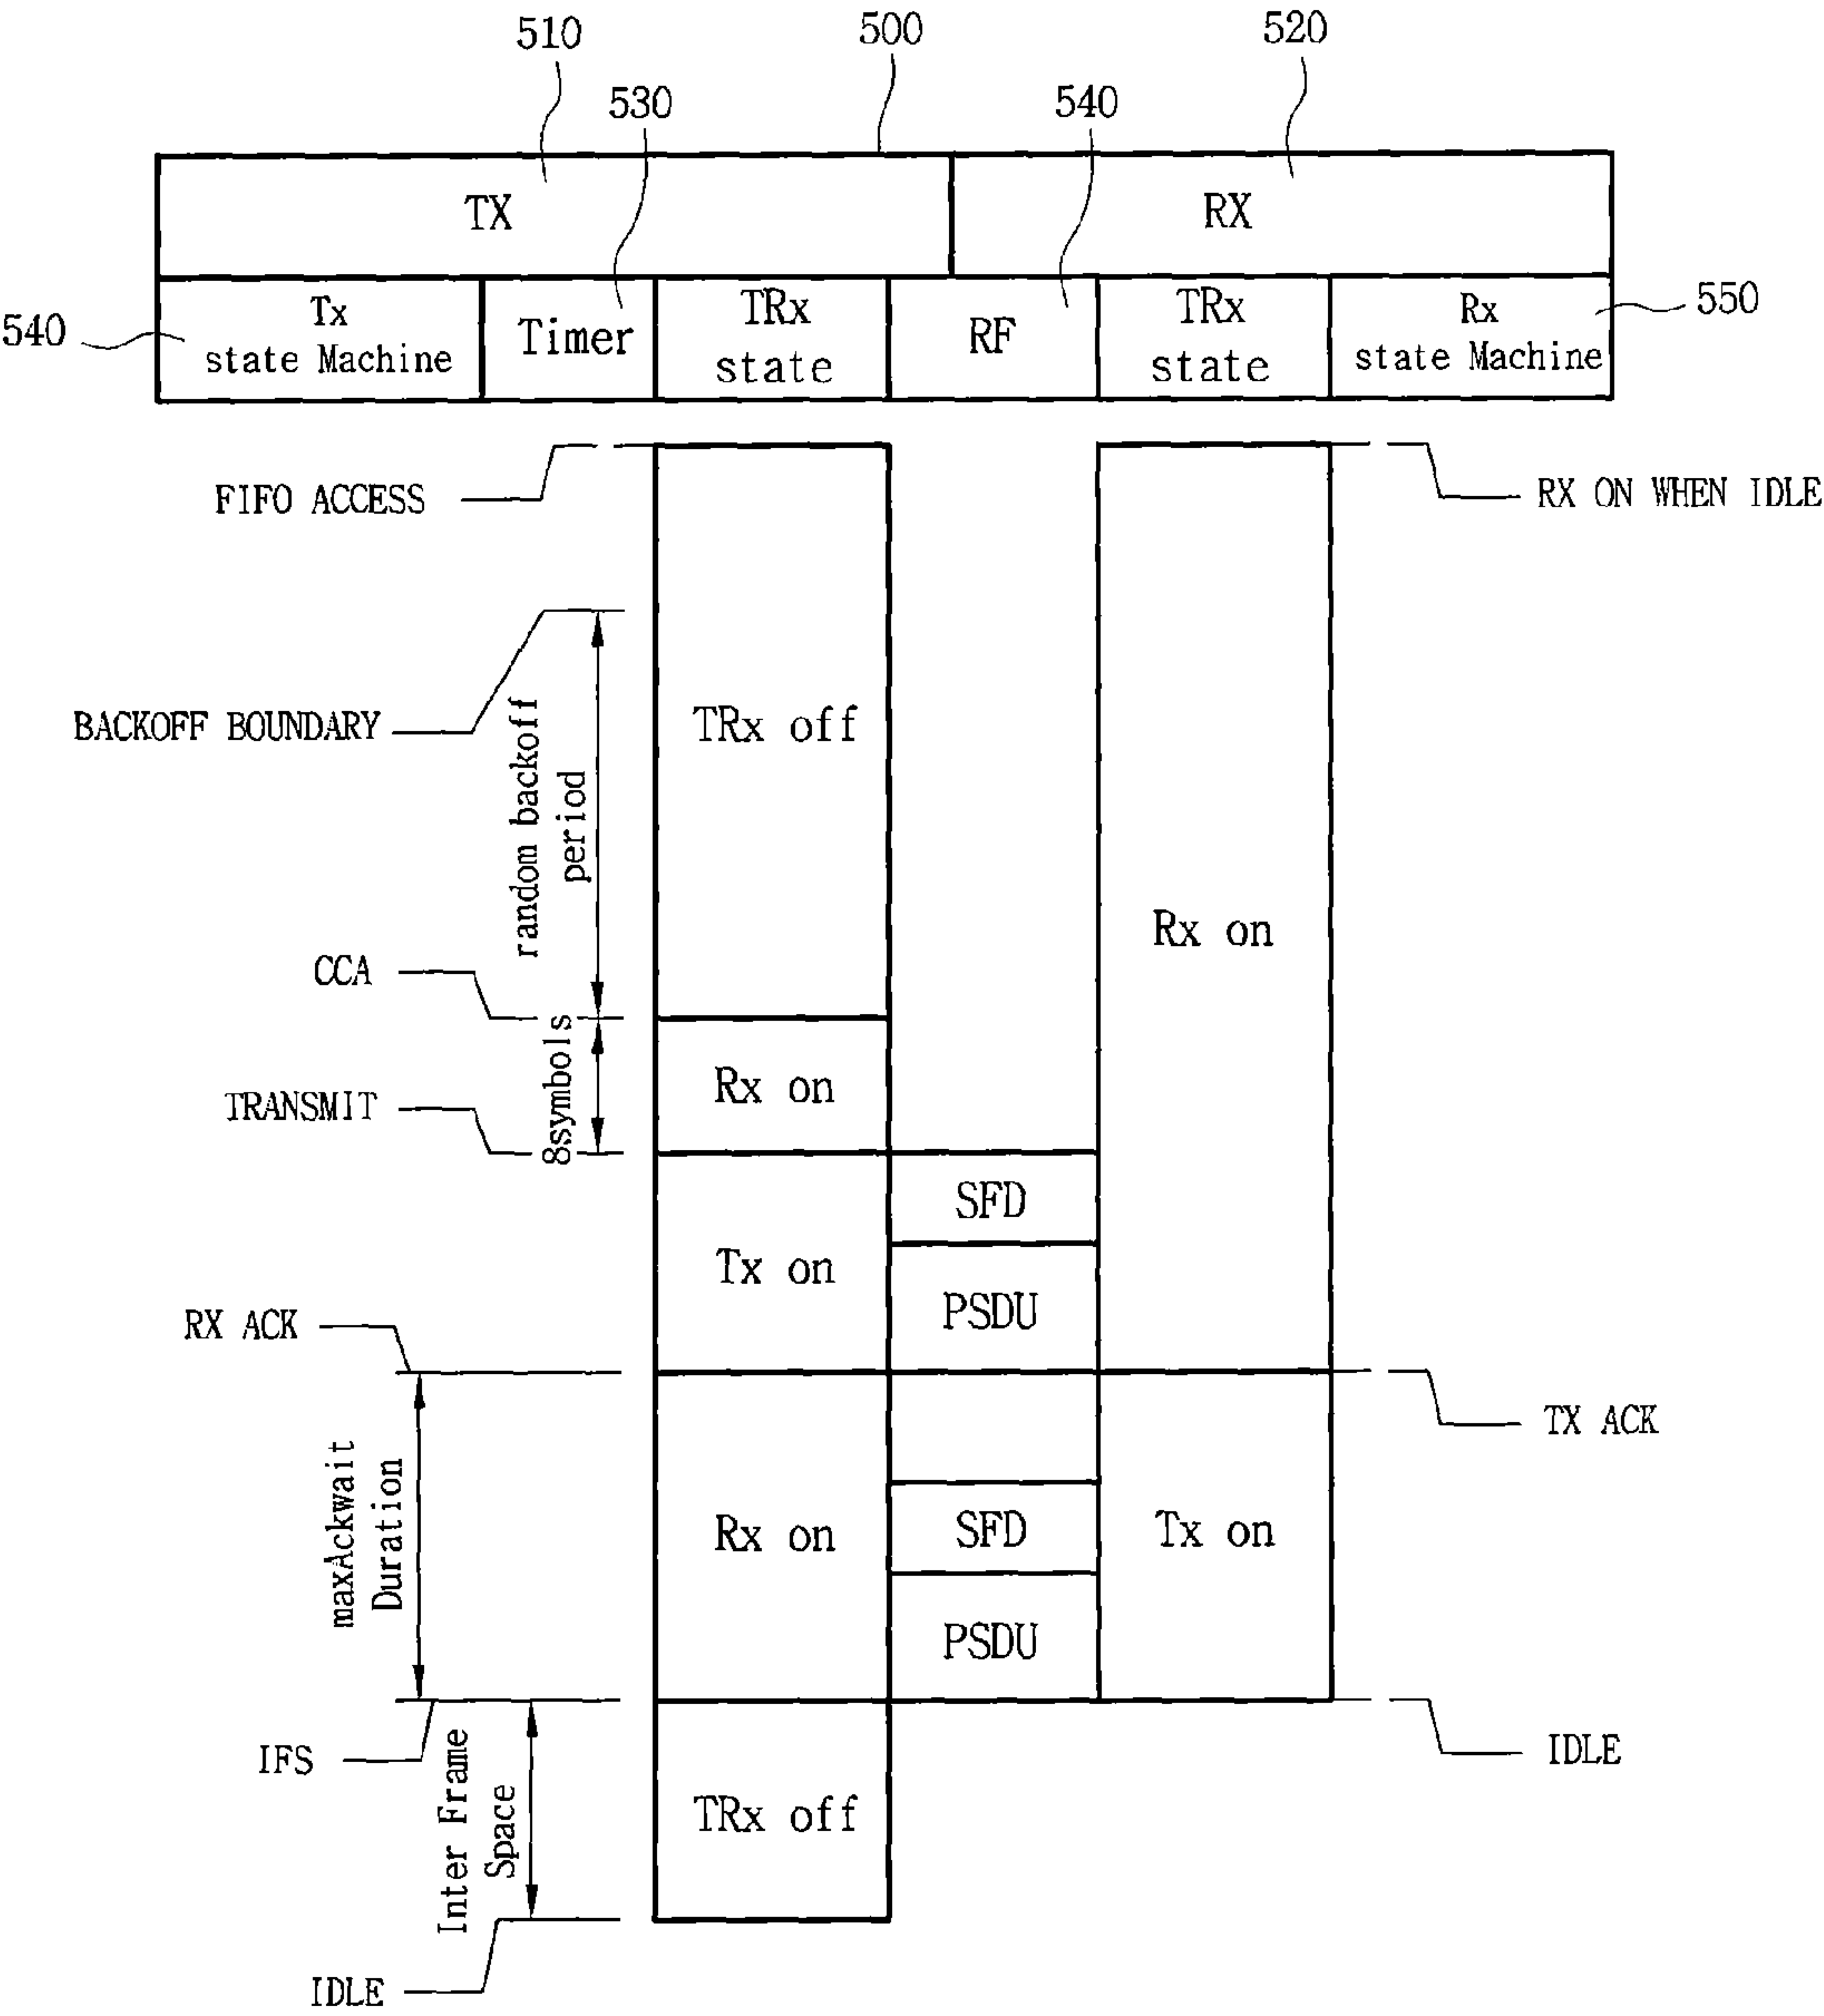 510
500
520
530
540
TX
RX
540
Tx
state Machine
Timer
TRx
state
RF
TRx
state
Rx
state Machine
550
FIFO ACCESS
RX ON WHEN IDLE
BACKOFF BOUNDARY
random backoff
period
TRx off
Rx on
CCA
8symbols
Rx on
TRANSMIT
SFD
Tx on
PSDU
RX ACK
TX ACK
maxAckwait
Duration
Rx on
SFD
Tx on
PSDU
IFS
IDLE
Inter Frame
Space
TRx off
IDLE